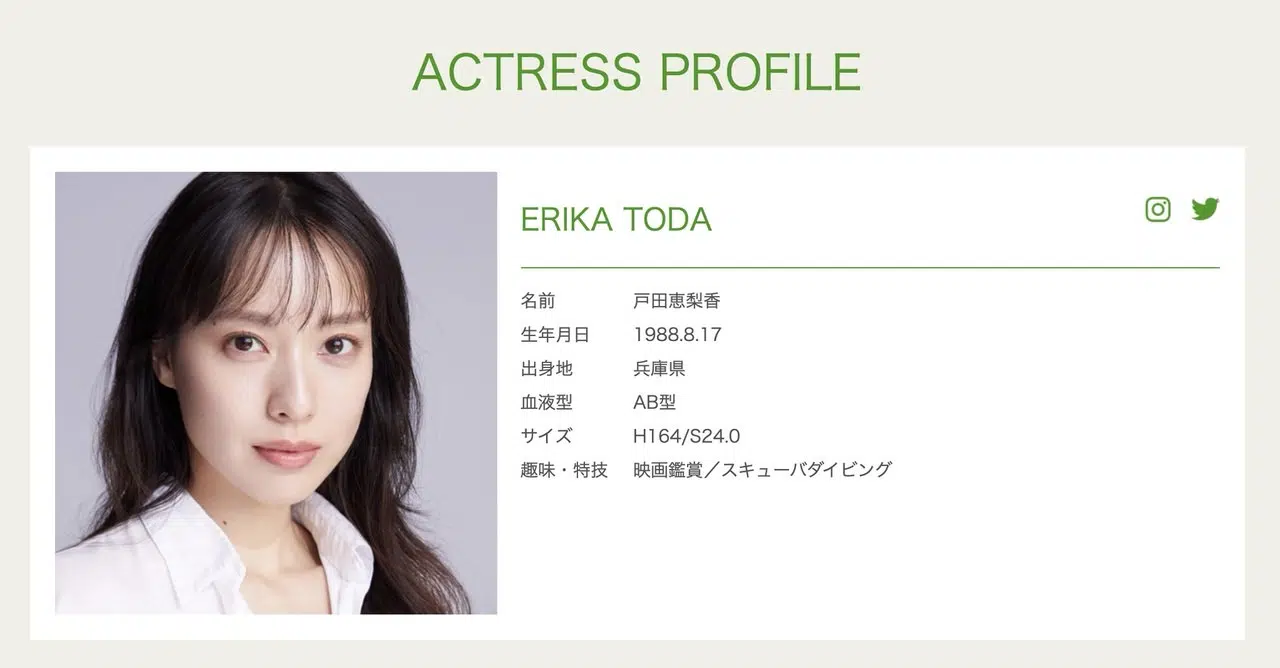 ACTRESS PROFILE
ERIKA TODA
名前 戸田恵梨香
生年月日 1988.8.17
出身地 兵庫県
血液型 AB型
サイズ H164/S24.0
趣味・特技 映画鑑賞／スキューバダイビング